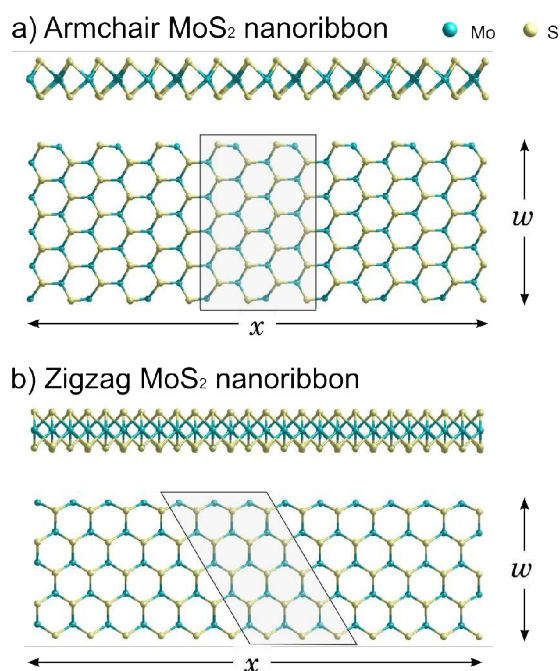 a) Armchair MoS₂ nanoribbon
Mo
S
w
x
b) Zigzag MoS₂ nanoribbon
w
x